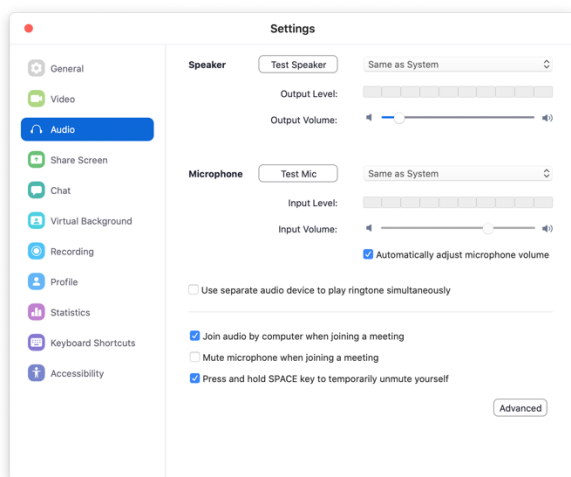 Settings
General
Video
Audio
Share Screen
Chat
Virtual Background
Recording
Profile
Statistics
Keyboard Shortcuts
Accessibility
Speaker Test Speaker Same as System
Output Level:
Output Volume:
Microphone Test Mic Same as System
Input Level:
Input Volume:
Automatically adjust microphone volume
Use separate audio device to play ringtone simultaneously
Join audio by computer when joining a meeting
Mute microphone when joining a meeting
Press and hold SPACE key to temporarily unmute yourself
Advanced